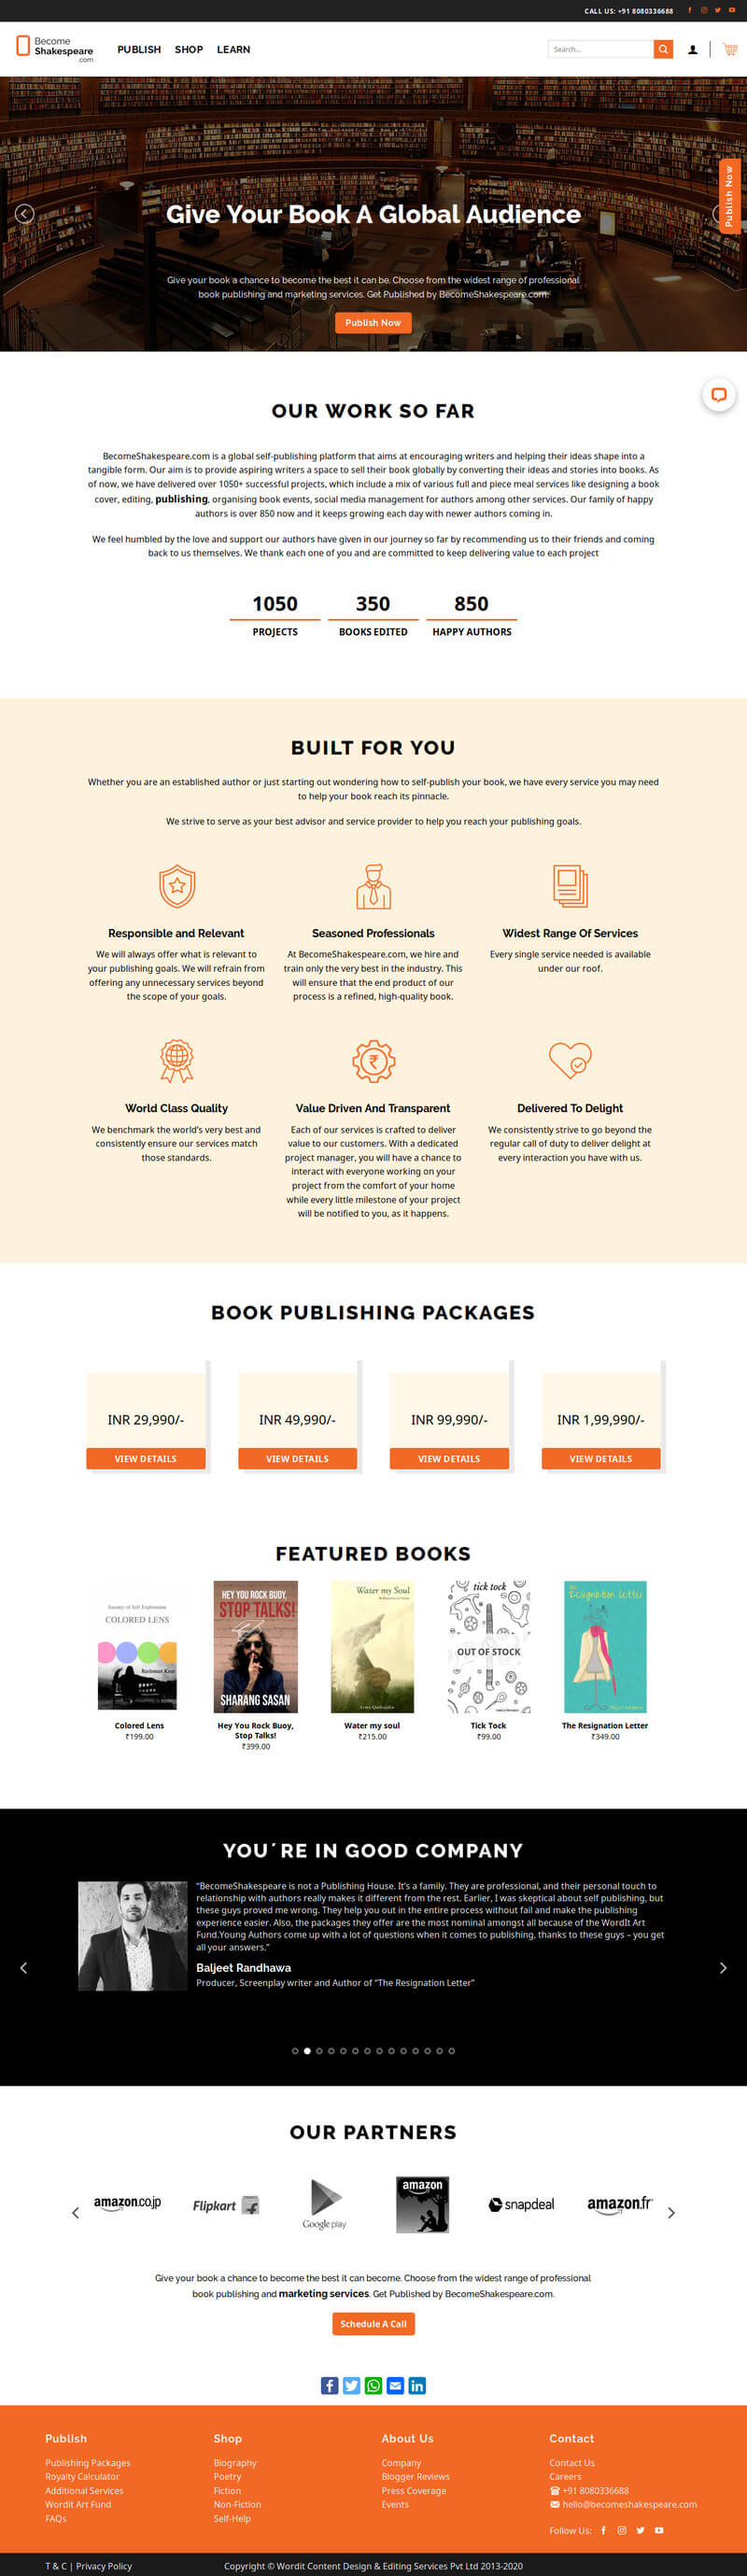 CALL US: +91 8080336688
Become
Shakespeare
.com
PUBLISH SHOP LEARN
Search...
Publish Now
Give Your Book A Global Audience
Give your book a chance to become the best it can be. Choose from the widest range of professional
book publishing and marketing services. Get Published by BecomeShakespeare.com.
Publish Now
OUR WORK SO FAR
BecomeShakespeare.com is a global self-publishing platform that aims at encouraging writers and helping their ideas shape into a
tangible form. Our aim is to provide aspiring writers a space to sell their book globally by converting their ideas and stories into books. As
of now, we have delivered over 1050+ successful projects, which include a mix of various full and piece meal services like designing a book
cover, editing, publishing, organising book events, social media management for authors among other services. Our family of happy
authors is over 850 now and it keeps growing each day with newer authors coming in.
We feel humbled by the love and support our authors have given in our journey so far by recommending us to their friends and coming
back to us themselves. We thank each one of you and are committed to keep delivering value to each project
1050 350 850
PROJECTS BOOKS EDITED HAPPY AUTHORS
BUILT FOR YOU
Whether you are an established author or just starting out wondering how to self-publish your book, we have every service you may need
to help your book reach its pinnacle.
We strive to serve as your best advisor and service provider to help you reach your publishing goals.
Responsible and Relevant
We will always offer what is relevant to
your publishing goals. We will refrain from
offering any unnecessary services beyond
the scope of your goals.
Seasoned Professionals
At BecomeShakespeare.com, we hire and
train only the very best in the industry. This
will ensure that the end product of our
process is a refined, high-quality book.
Widest Range Of Services
Every single service needed is available
under our roof.
World Class Quality
We benchmark the world's very best and
consistently ensure our services match
those standards.
Value Driven And Transparent
Each of our services is crafted to deliver
value to our customers. With a dedicated
project manager, you will have a chance to
interact with everyone working on your
project from the comfort of your home
while every little milestone of your project
will be notified to you, as it happens.
Delivered To Delight
We consistently strive to go beyond the
regular call of duty to deliver delight at
every interaction you have with us.
BOOK PUBLISHING PACKAGES
INR 29,990/- INR 49,990/- INR 99,990/- INR 1,99,990/-
VIEW DETAILS VIEW DETAILS VIEW DETAILS VIEW DETAILS
FEATURED BOOKS
Journey of Self Exploration
COLORED LENS
HEY YOU ROCK BUOY,
STOP TALKS!
SHARANG SASAN
Water my Soul
tick tock
OUT OF STOCK
The
Resignation Letter
Colored Lens
₹199.00
Hey You Rock Buoy,
Stop Talks!
₹399.00
Water my soul
₹215.00
Tick Tock
₹99.00
The Resignation Letter
₹349.00
YOU´RE IN GOOD COMPANY
“BecomeShakespeare is not a Publishing House. It's a family. They are professional, and their personal touch to
relationship with authors really makes it different from the rest. Earlier, I was skeptical about self publishing, but
these guys proved me wrong. They help you out in the entire process without fail and make the publishing
experience easier. Also, the packages they offer are the most nominal amongst all because of the WordIt Art
Fund.Young Authors come up with a lot of questions when it comes to publishing, thanks to these guys – you get
all your answers.”
Baljeet Randhawa
Producer, Screenplay writer and Author of “The Resignation Letter”
OUR PARTNERS
amazon.co.jp
Flipkart
Google play
amazon
snapdeal
amazon.fr
Give your book a chance to become the best it can become. Choose from the widest range of professional
book publishing and marketing services. Get Published by BecomeShakespeare.com.
Schedule A Call
Publish
Publishing Packages
Royalty Calculator
Additional Services
Wordit Art Fund
FAQs
Shop
Biography
Poetry
Fiction
Non-Fiction
Self-Help
About Us
Company
Blogger Reviews
Press Coverage
Events
Contact
Contact Us
Careers
+91 8080336688
hello@becomeshakespeare.com
Follow Us:
T & C | Privacy Policy
Copyright © Wordit Content Design & Editing Services Pvt Ltd 2013-2020